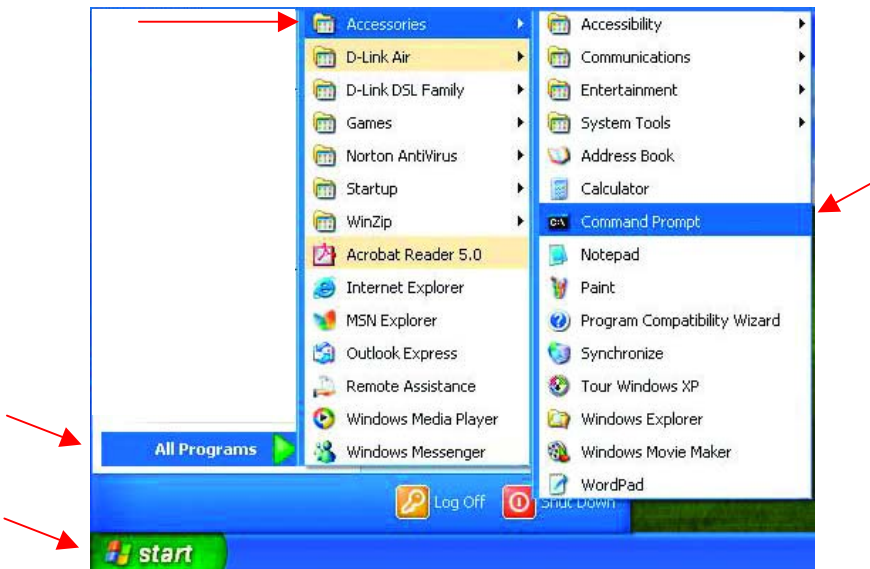 Accessories
D-Link Air
D-Link DSL Family
Games
Norton AntiVirus
Startup
WinZip
Acrobat Reader 5.0
Internet Explorer
MSN Explorer
Outlook Express
Remote Assistance
Windows Media Player
Windows Messenger
Accessibility
Communications
Entertainment
System Tools
Address Book
Calculator
C:\
Command Prompt
Notepad
Paint
Program Compatibility Wizard
Synchronize
Tour Windows XP
Windows Explorer
Windows Movie Maker
WordPad
All Programs
Log Off
Shut Down
start